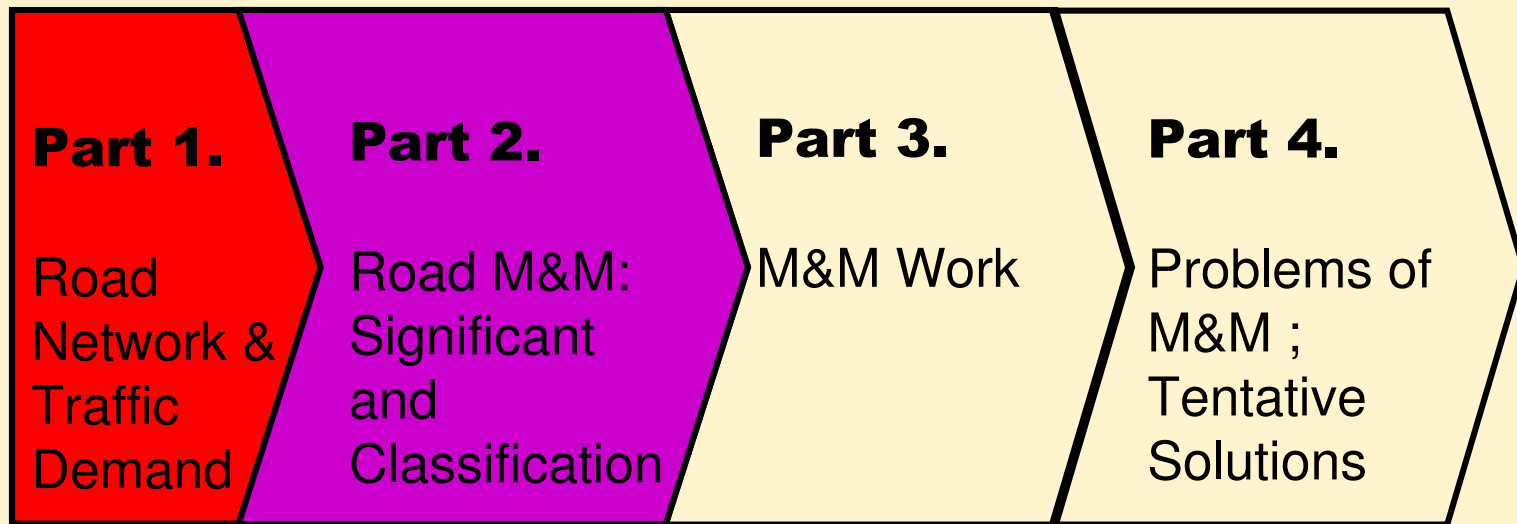 Part 1.
Road
Network &
Traffic
Demand
Part 2.
Road M&M:
Significant
and
Classification
Part 3.
M&M Work
Part 4.
Problems of
M&M ;
Tentative
Solutions